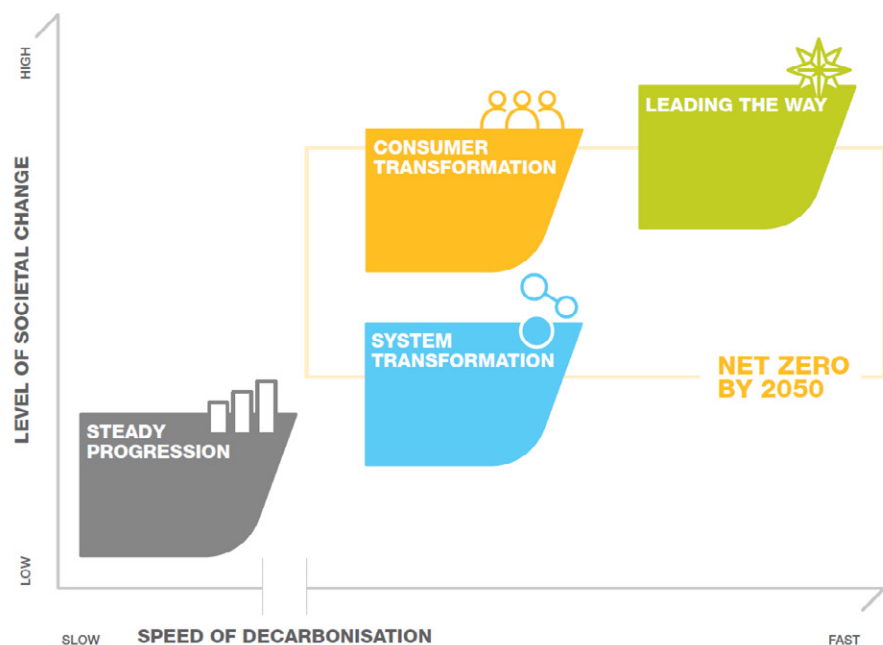 HIGH
LEVEL OF SOCIETAL CHANGE
LOW
LEADING THE WAY
CONSUMER
TRANSFORMATION
SYSTEM
TRANSFORMATION
NET ZERO
BY 2050
STEADY
PROGRESSION
SLOW
SPEED OF DECARBONISATION
FAST